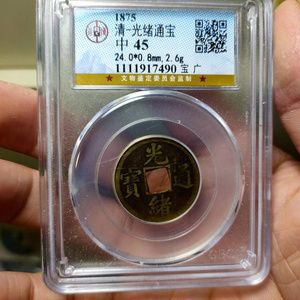 1875
清-光绪通宝
中 45
24.0*0.8mm,2.6g
1111917490 宝 广
★ 文物鉴定委员会监制 ★
光
寶 通
緒